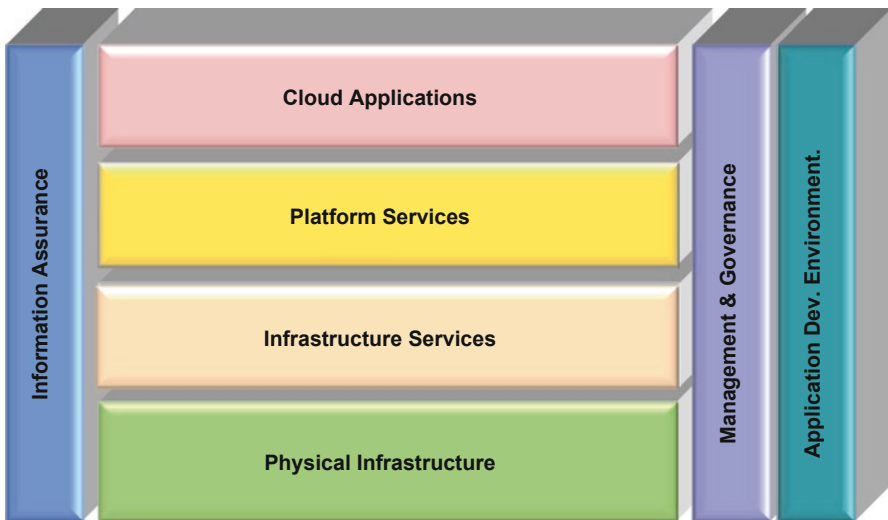 Information Assurance
Cloud Applications
Platform Services
Infrastructure Services
Physical Infrastructure
Management & Governance
Application Dev. Environment.